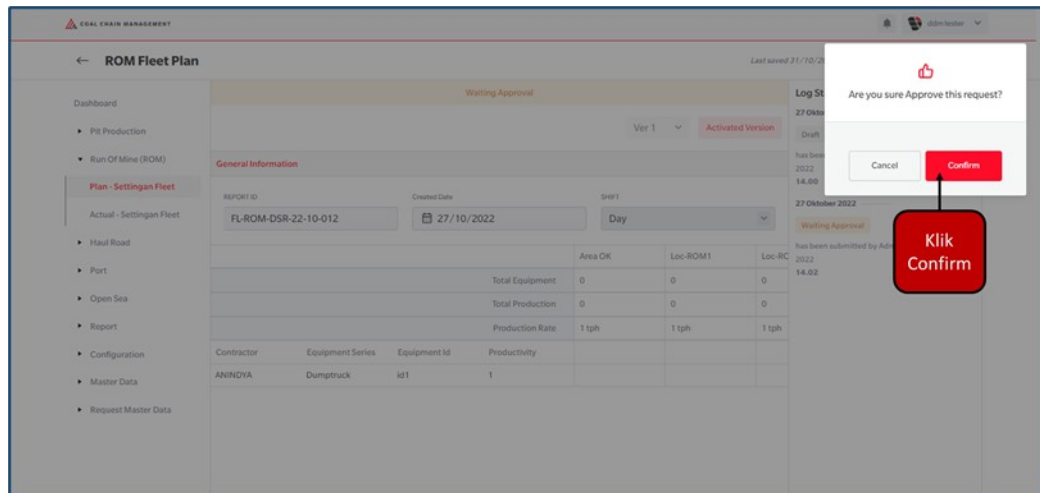 COAL CHAIN MANAGEMENT
ddm tester
← ROM Fleet Plan
Last saved 31/10/20
Dashboard
Pit Production
Run Of Mine (ROM)
Plan - Settingan Fleet
Actual - Settingan Fleet
Haul Road
Port
Open Sea
Report
Configuration
Master Data
Request Master Data
Waiting Approval
Ver 1
Activated Version
General Information
REPORT ID
Created Date
SHIFT
FL-ROM-DSR-22-10-012
27/10/2022
Day
Area OK Loc-ROM1 Loc-RO
Total Equipment 0 0 0
Total Production 0 0 0
Production Rate 1 tph 1 tph 1 tph
Contractor Equipment Series Equipment Id Productivity
ANINDYA Dumptruck id1 1
Log St
27 Okto
Draft
has been
2022
14.00
27 Oktober 2022
Waiting Approval
has been submitted by Adm
2022
14.02
Are you sure Approve this request?
Cancel
Confirm
Klik
Confirm